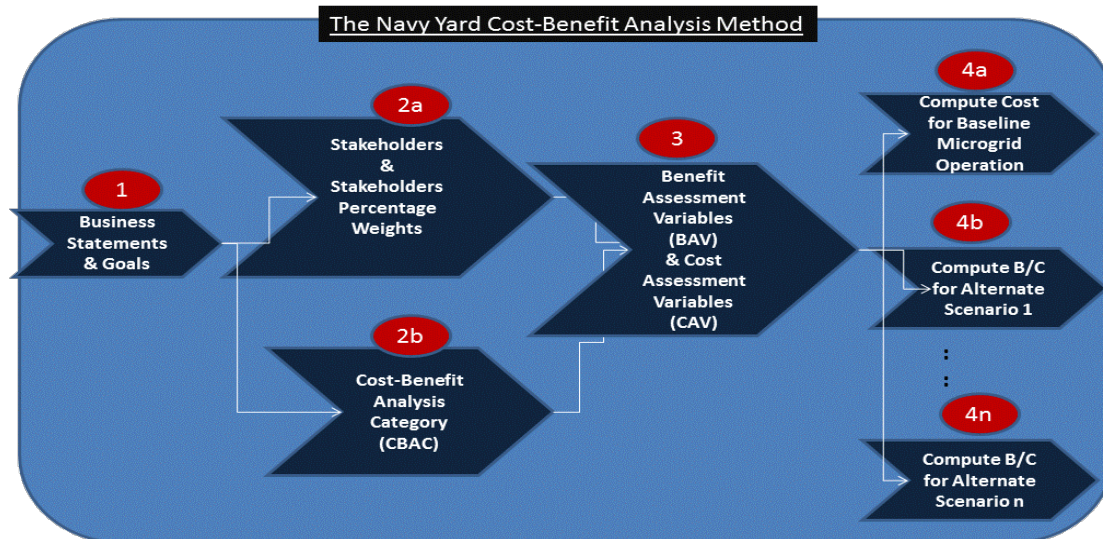 The Navy Yard Cost-Benefit Analysis Method
1
Business
Statements
& Goals
2a
Stakeholders
&
Stakeholders
Percentage
Weights
2b
Cost-Benefit
Analysis
Category
(CBAC)
3
Benefit
Assessment
Variables
(BAV)
& Cost
Assessment
Variables
(CAV)
4a
Compute Cost
for Baseline
Microgrid
Operation
4b
Compute B/C
for Alternate
Scenario 1
:
:
4n
Compute B/C
for Alternate
Scenario n